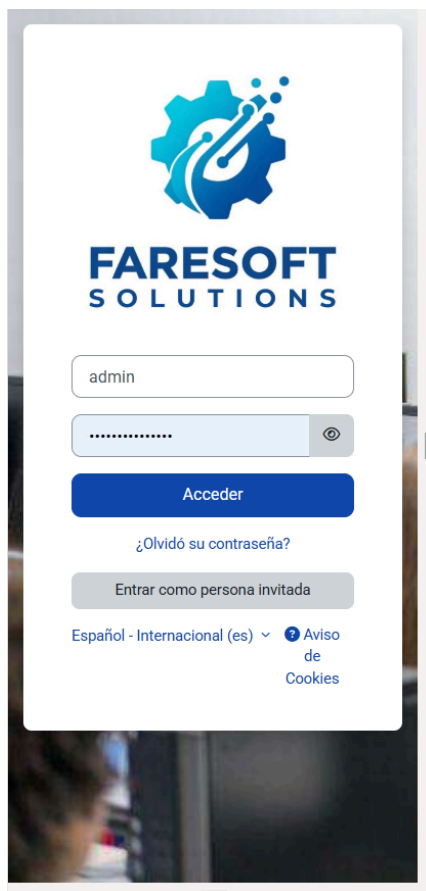 FARESOFT
SOLUTIONS
admin
•••••••••••••••
Acceder
¿Olvidó su contraseña?
Entrar como persona invitada
Español - Internacional (es)
Aviso
de
Cookies